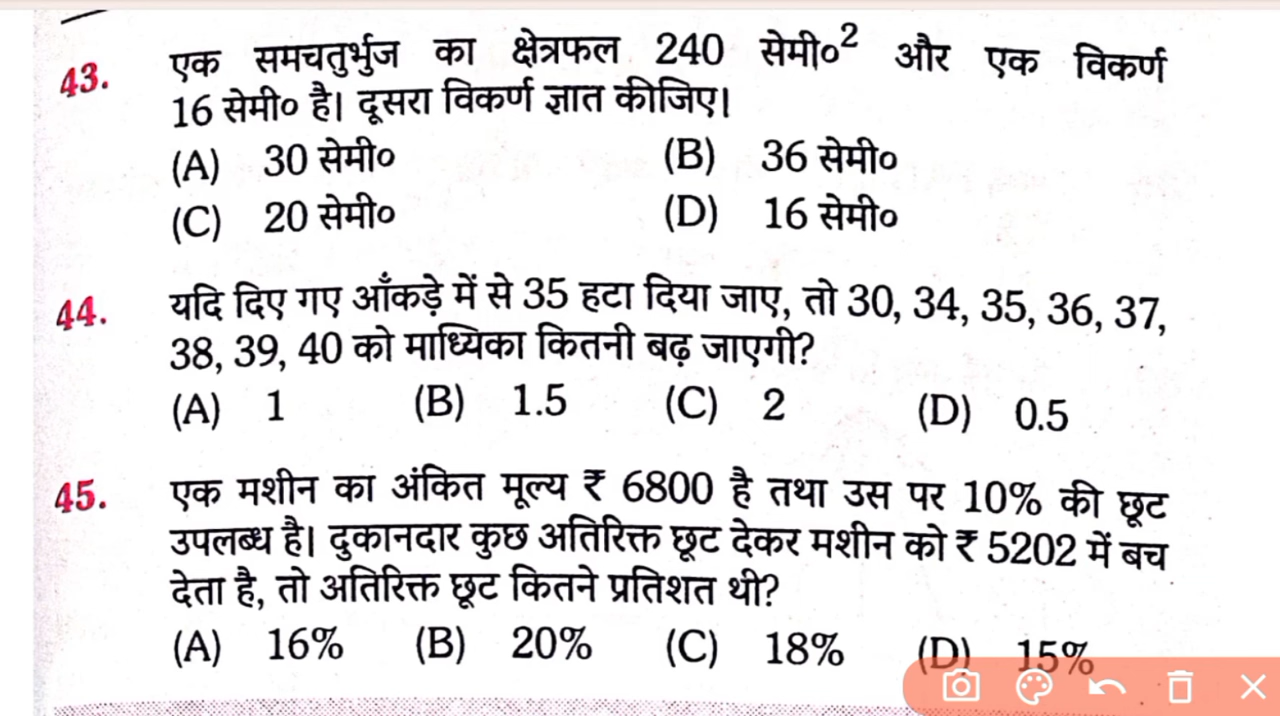 43. एक समचतुर्भुज का क्षेत्रफल 240 सेमी०² और एक विकर्ण
16 सेमी० है। दूसरा विकर्ण ज्ञात कीजिए।
(A) 30 सेमी० (B) 36 सेमी०
(C) 20 सेमी० (D) 16 सेमी०
44. यदि दिए गए आँकड़े में से 35 हटा दिया जाए, तो 30, 34, 35, 36, 37,
38, 39, 40 को माध्यिका कितनी बढ़ जाएगी?
(A) 1 (B) 1.5 (C) 2 (D) 0.5
45. एक मशीन का अंकित मूल्य ₹ 6800 है तथा उस पर 10% की छूट
उपलब्ध है। दुकानदार कुछ अतिरिक्त छूट देकर मशीन को ₹ 5202 में बच
देता है, तो अतिरिक्त छूट कितने प्रतिशत थी?
(A) 16% (B) 20% (C) 18% (D) 15%